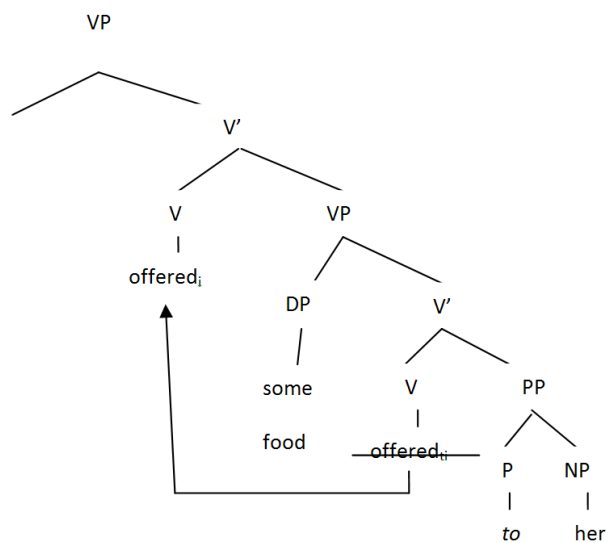 VP
V’
V VP
offeredᵢ
DP V’
some V PP
food offeredₜᵢ
P NP
to her